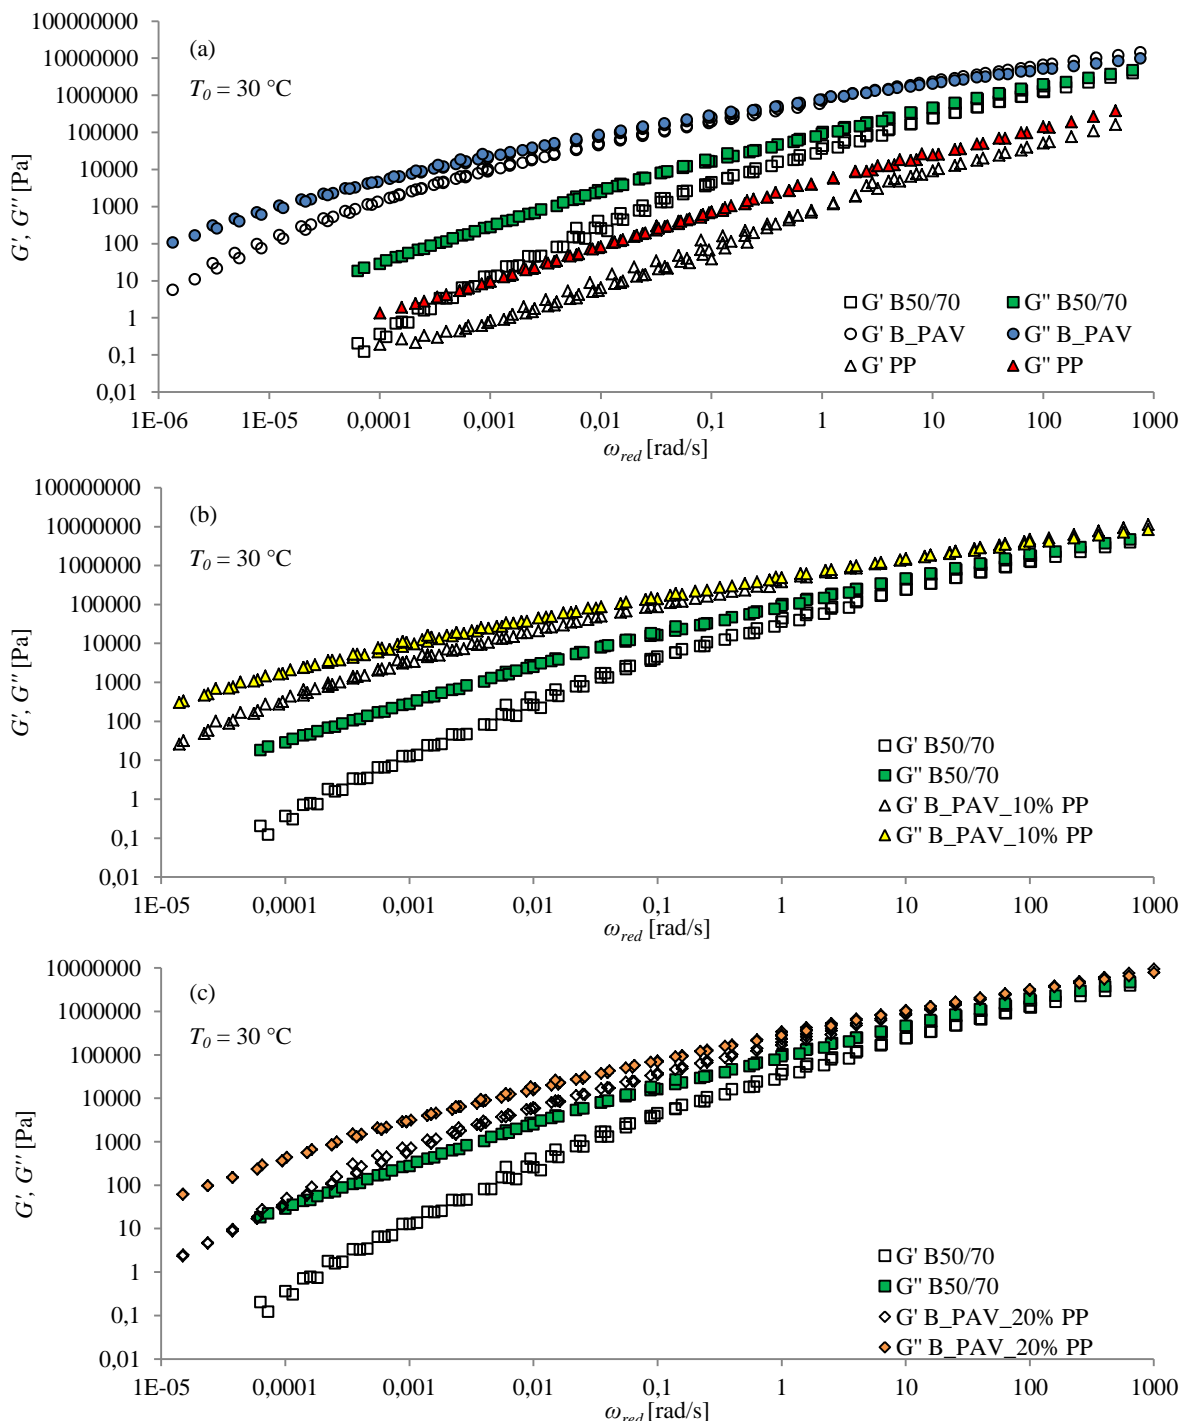 100000000
10000000
1000000
100000
10000
1000
100
10
1
0,1
0,01
G', G'' [Pa]
(a)
T0 = 30 °C
G' B50/70 G'' B50/70
G' B_PAV G'' B_PAV
G' PP G'' PP
1E-06 1E-05 0,0001 0,001 0,01 0,1 1 10 100 1000
ωred [rad/s]
100000000
10000000
1000000
100000
10000
1000
100
10
1
0,1
0,01
G', G'' [Pa]
(b)
T0 = 30 °C
G' B50/70
G'' B50/70
G' B_PAV_10% PP
G'' B_PAV_10% PP
1E-05 0,0001 0,001 0,01 0,1 1 10 100 1000
ωred [rad/s]
10000000
1000000
100000
10000
1000
100
10
1
0,1
0,01
G', G'' [Pa]
(c)
T0 = 30 °C
G' B50/70
G'' B50/70
G' B_PAV_20% PP
G'' B_PAV_20% PP
1E-05 0,0001 0,001 0,01 0,1 1 10 100 1000
ωred [rad/s]